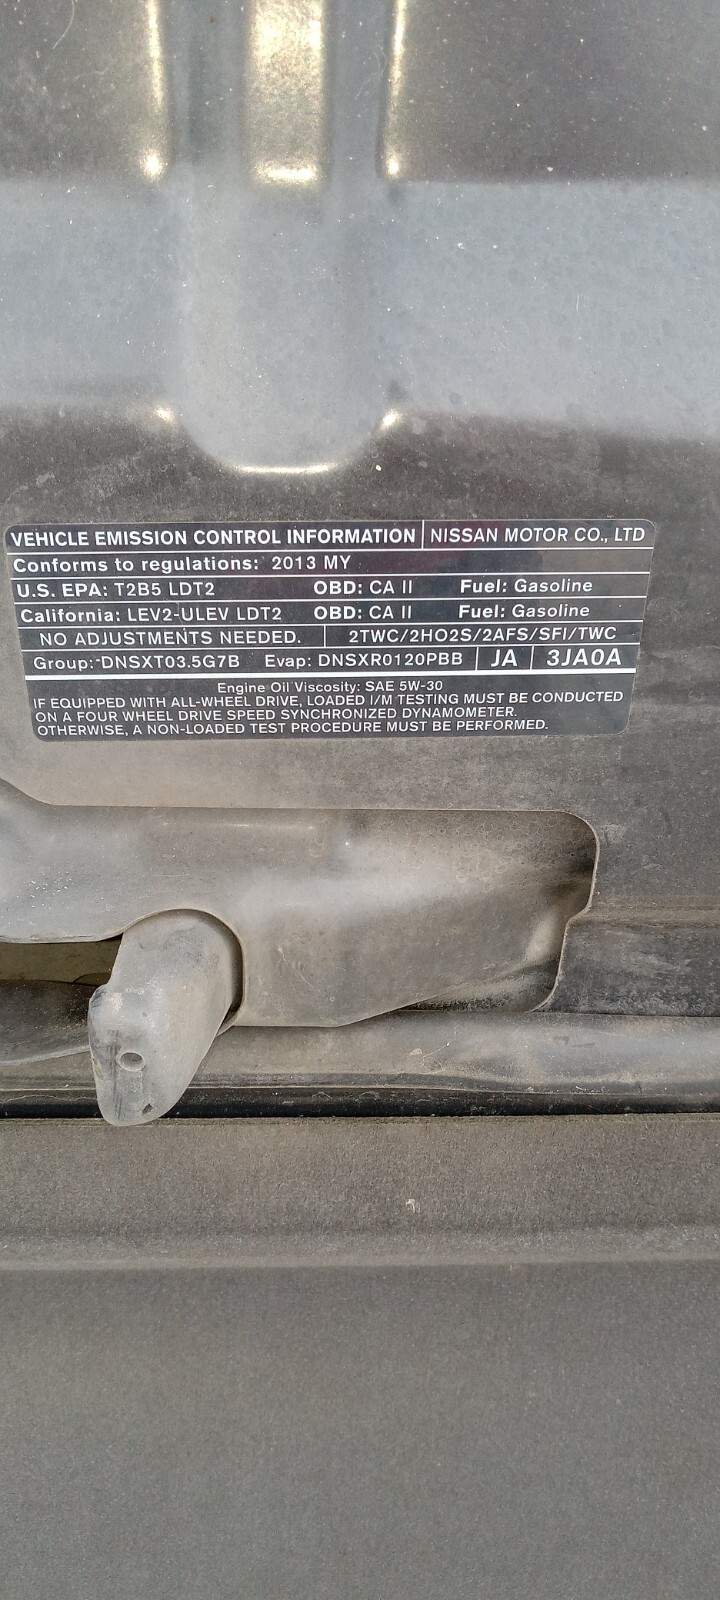 VEHICLE EMISSION CONTROL INFORMATION NISSAN MOTOR CO., LTD
Conforms to regulations: 2013 MY
U.S. EPA: T2B5 LDT2 OBD: CA II Fuel: Gasoline
California: LEV2-ULEV LDT2 OBD: CA II Fuel: Gasoline
NO ADJUSTMENTS NEEDED. 2TWC/2HO2S/2AFS/SFI/TWC
Group: DNSXT03.5G7B Evap: DNSXR0120PBB JA 3JA0A
Engine Oil Viscosity: SAE 5W-30
IF EQUIPPED WITH ALL-WHEEL DRIVE, LOADED I/M TESTING MUST BE CONDUCTED
ON A FOUR WHEEL DRIVE SPEED SYNCHRONIZED DYNAMOMETER.
OTHERWISE, A NON-LOADED TEST PROCEDURE MUST BE PERFORMED.